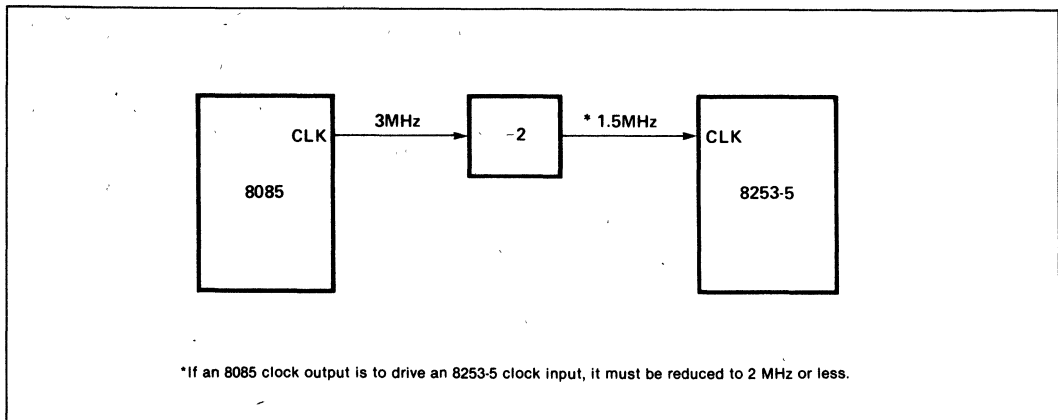 3MHz
* 1.5MHz
CLK
-2
CLK
8085
8253-5
*If an 8085 clock output is to drive an 8253-5 clock input, it must be reduced to 2 MHz or less.